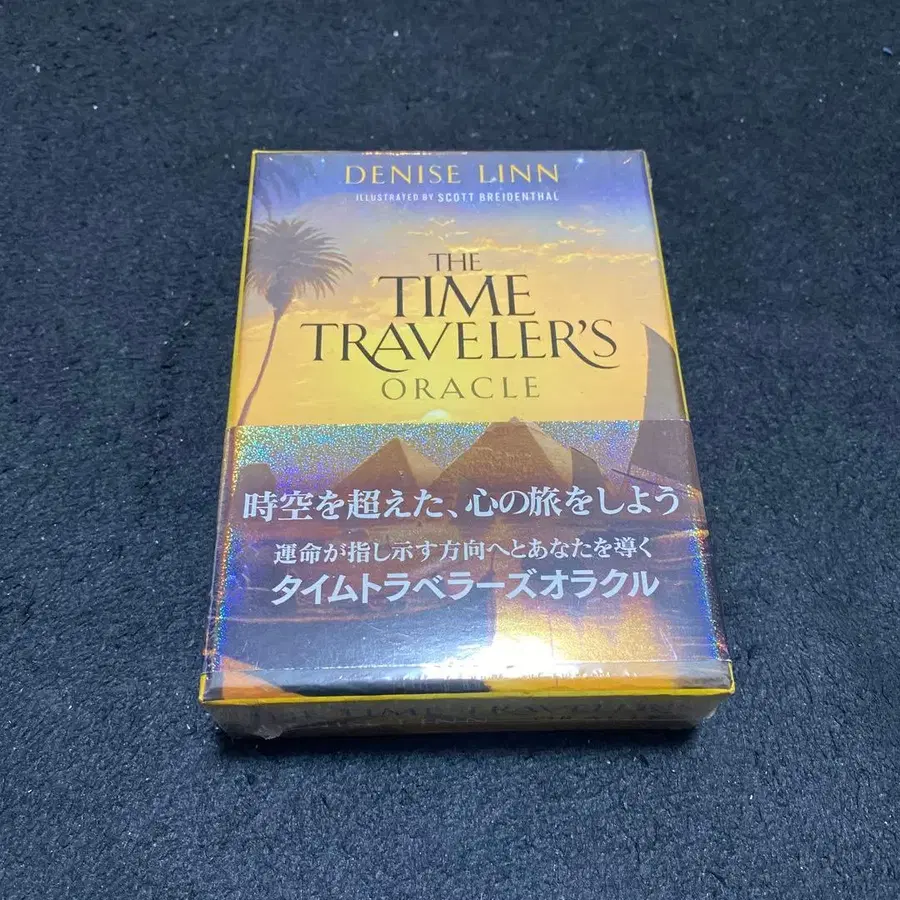 DENISE LINN
ILLUSTRATED BY SCOTT BREIDENTHAL
THE
TIME
TRAVELER'S
ORACLE
時空を超えた、心の旅をしよう
運命が指し示す方向へとあなたを導く
タイムトラベラーズオラクル